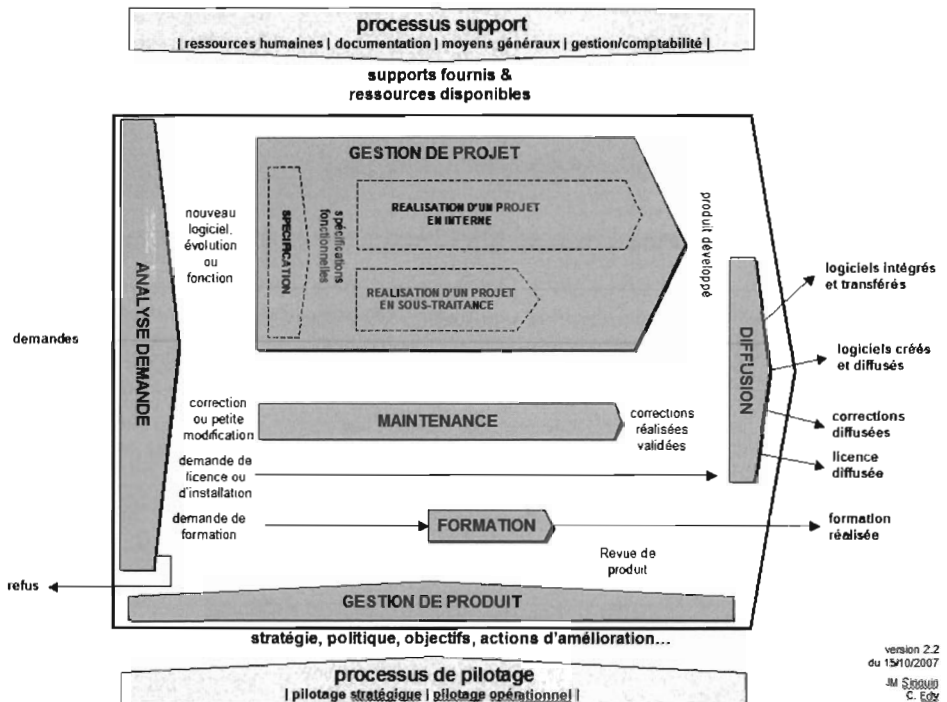 processus support
| ressources humaines | documentation | moyens généraux | gestion/comptabilité |
supports fournis &
ressources disponibles
GESTION DE PROJET
nouveau
logiciel,
évolution
ou
fonction
SPECIFICATION
spécifications
fonctionnelles
REALISATION D'UN PROJET
EN INTERNE
REALISATION D'UN PROJET
EN SOUS-TRAITANCE
produit développé
ANALYSE DEMANDE
demandes
DIFFUSION
logiciels intégrés
et transférés
logiciels créés
et diffusés
corrections
diffusées
licence
diffusée
correction
ou petite
modification
MAINTENANCE
corrections
réalisées
validées
demande de
licence ou
d'installation
demande de
formation
FORMATION
formation
réalisée
Revue de
produit
refus
GESTION DE PRODUIT
stratégie, politique, objectifs, actions d'amélioration...
processus de pilotage
| pilotage stratégique | pilotage opérationnel |
version 2.2
du 15/10/2007
JM Sinquin
C. Edy